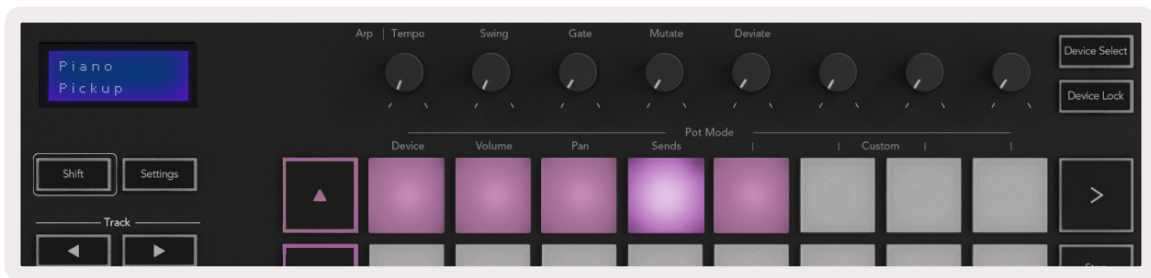 Piano
Pickup
Arp | Tempo Swing Gate Mutate Deviate
Device Select
Device Lock
Pot Mode
Device Volume Pan Sends Custom
Shift Settings
Track